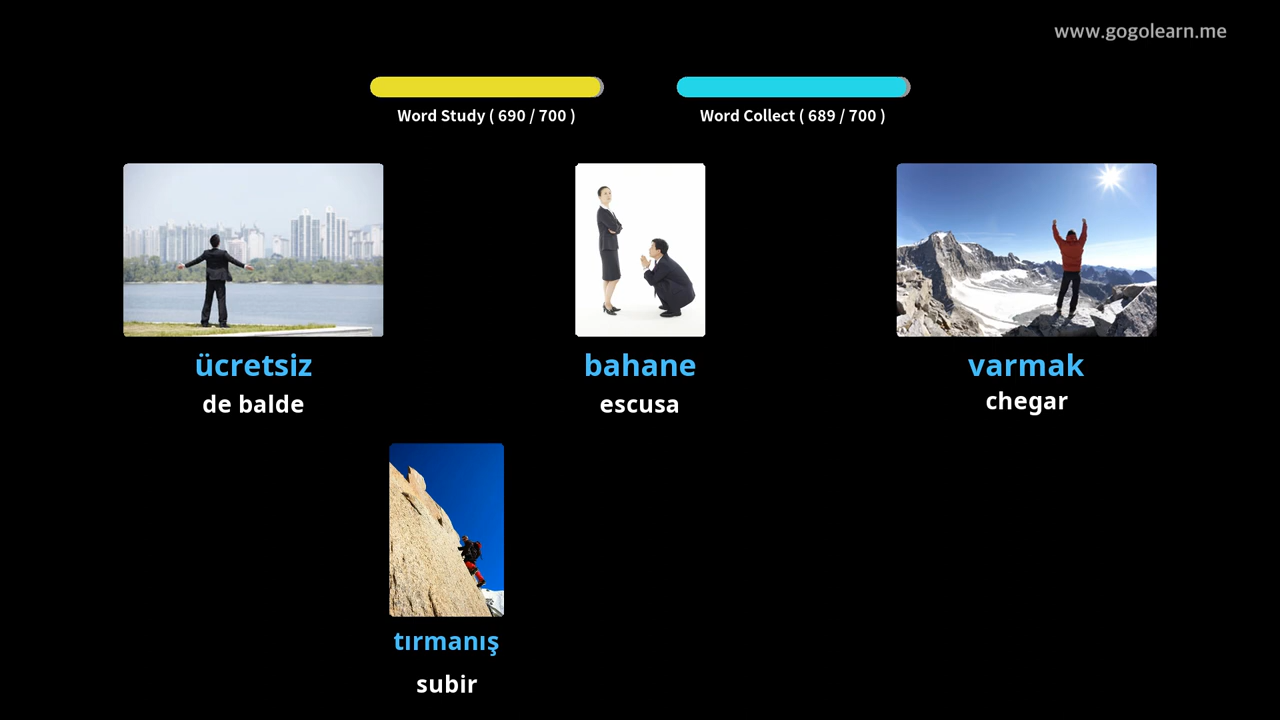 www.gogolearn.me
Word Study ( 690 / 700 )
Word Collect ( 689 / 700 )
ücretsiz
de balde
bahane
escusa
varmak
chegar
tırmanış
subir